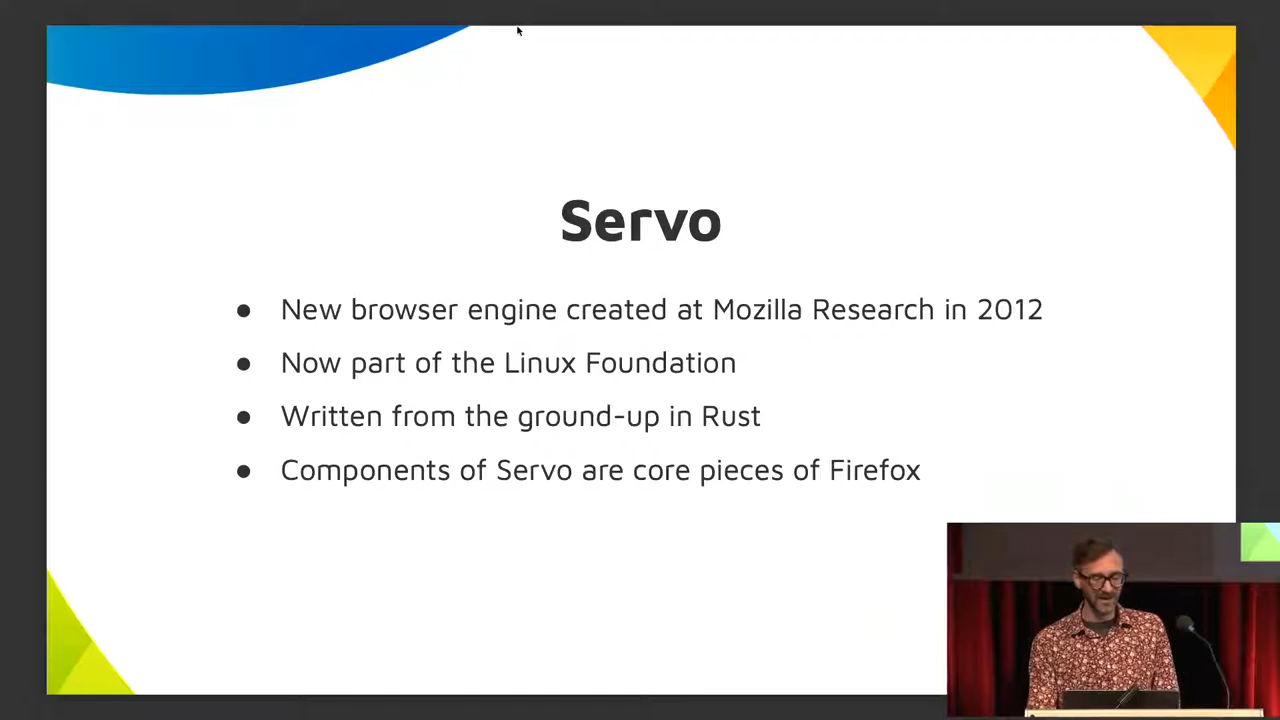 Servo
● New browser engine created at Mozilla Research in 2012
● Now part of the Linux Foundation
● Written from the ground-up in Rust
● Components of Servo are core pieces of Firefox